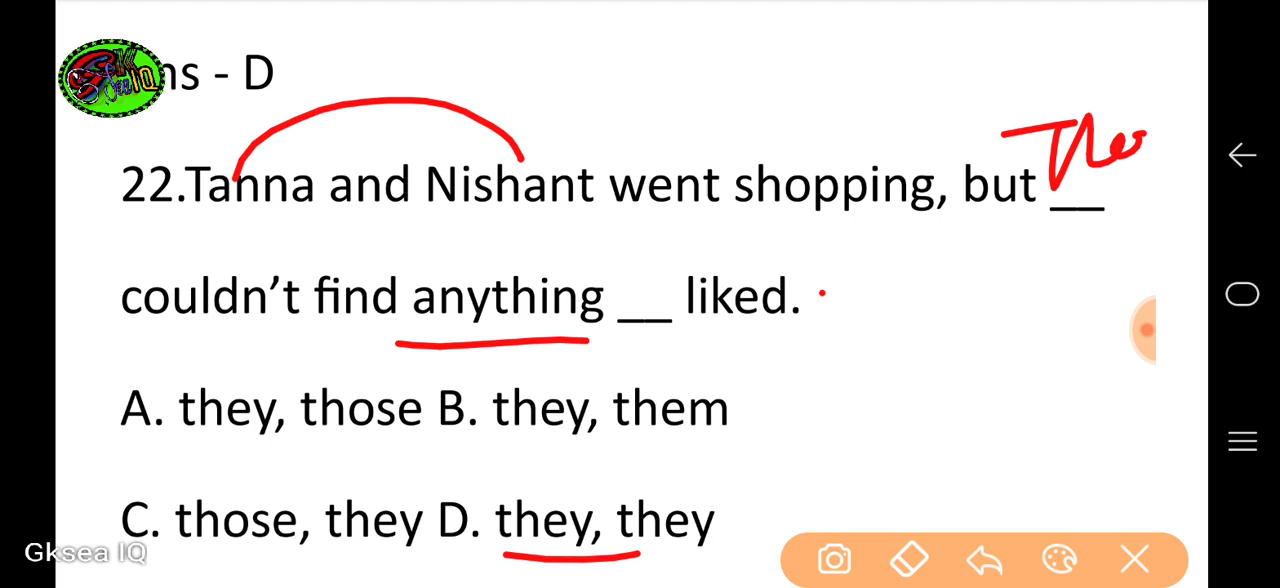 ns - D
The
22.Tanna and Nishant went shopping, but __
couldn’t find anything __ liked.
A. they, those B. they, them
C. those, they D. they, they
Gksea IQ